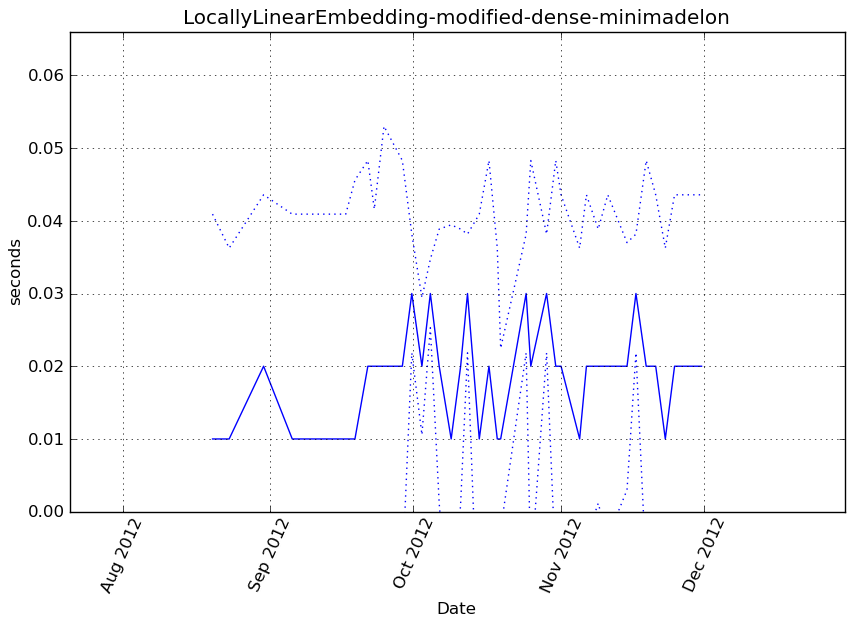 LocallyLinearEmbedding-modified-dense-minimadelon
0.06
0.05
0.04
0.03
0.02
0.01
0.00
seconds
Aug 2012
Sep 2012
Oct 2012
Nov 2012
Dec 2012
Date